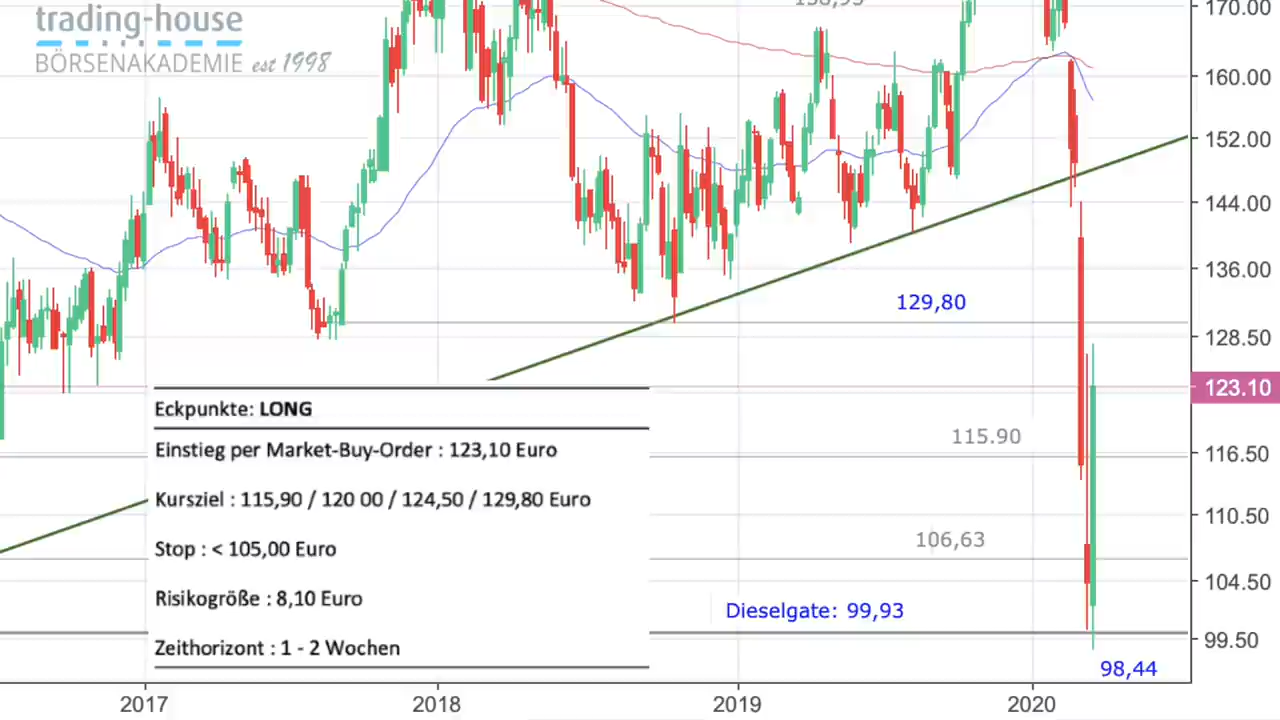 trading-house
BÖRSENAKADEMIE est 1998
170.00
160.00
152.00
144.00
136.00
129,80
128.50
123.10
Eckpunkte: LONG
Einstieg per Market-Buy-Order : 123,10 Euro
115.90
116.50
Kursziel : 115,90 / 120 00 / 124,50 / 129,80 Euro
110.50
106,63
Stop : < 105,00 Euro
104.50
Risikogröße : 8,10 Euro
Dieselgate: 99,93
99.50
Zeithorizont : 1 - 2 Wochen
98,44
2017
2018
2019
2020